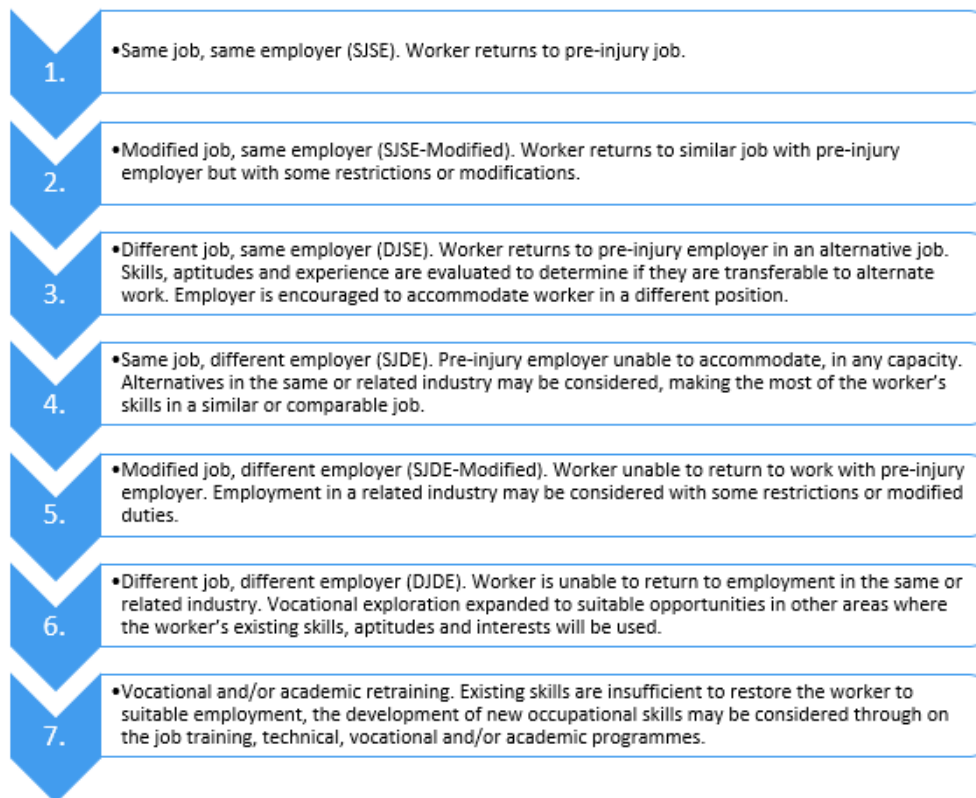 1.
•Same job, same employer (SJSE). Worker returns to pre-injury job.
2.
•Modified job, same employer (SJSE-Modified). Worker returns to similar job with pre-injury
employer but with some restrictions or modifications.
3.
•Different job, same employer (DJSE). Worker returns to pre-injury employer in an alternative job.
Skills, aptitudes and experience are evaluated to determine if they are transferable to alternate
work. Employer is encouraged to accommodate worker in a different position.
4.
•Same job, different employer (SJDE). Pre-injury employer unable to accommodate, in any capacity.
Alternatives in the same or related industry may be considered, making the most of the worker's
skills in a similar or comparable job.
5.
•Modified job, different employer (SJDE-Modified). Worker unable to return to work with pre-injury
employer. Employment in a related industry may be considered with some restrictions or modified
duties.
6.
•Different job, different employer (DJDE). Worker is unable to return to employment in the same or
related industry. Vocational exploration expanded to suitable opportunities in other areas where
the worker's existing skills, aptitudes and interests will be used.
7.
•Vocational and/or academic retraining. Existing skills are insufficient to restore the worker to
suitable employment, the development of new occupational skills may be considered through on
the job training, technical, vocational and/or academic programmes.